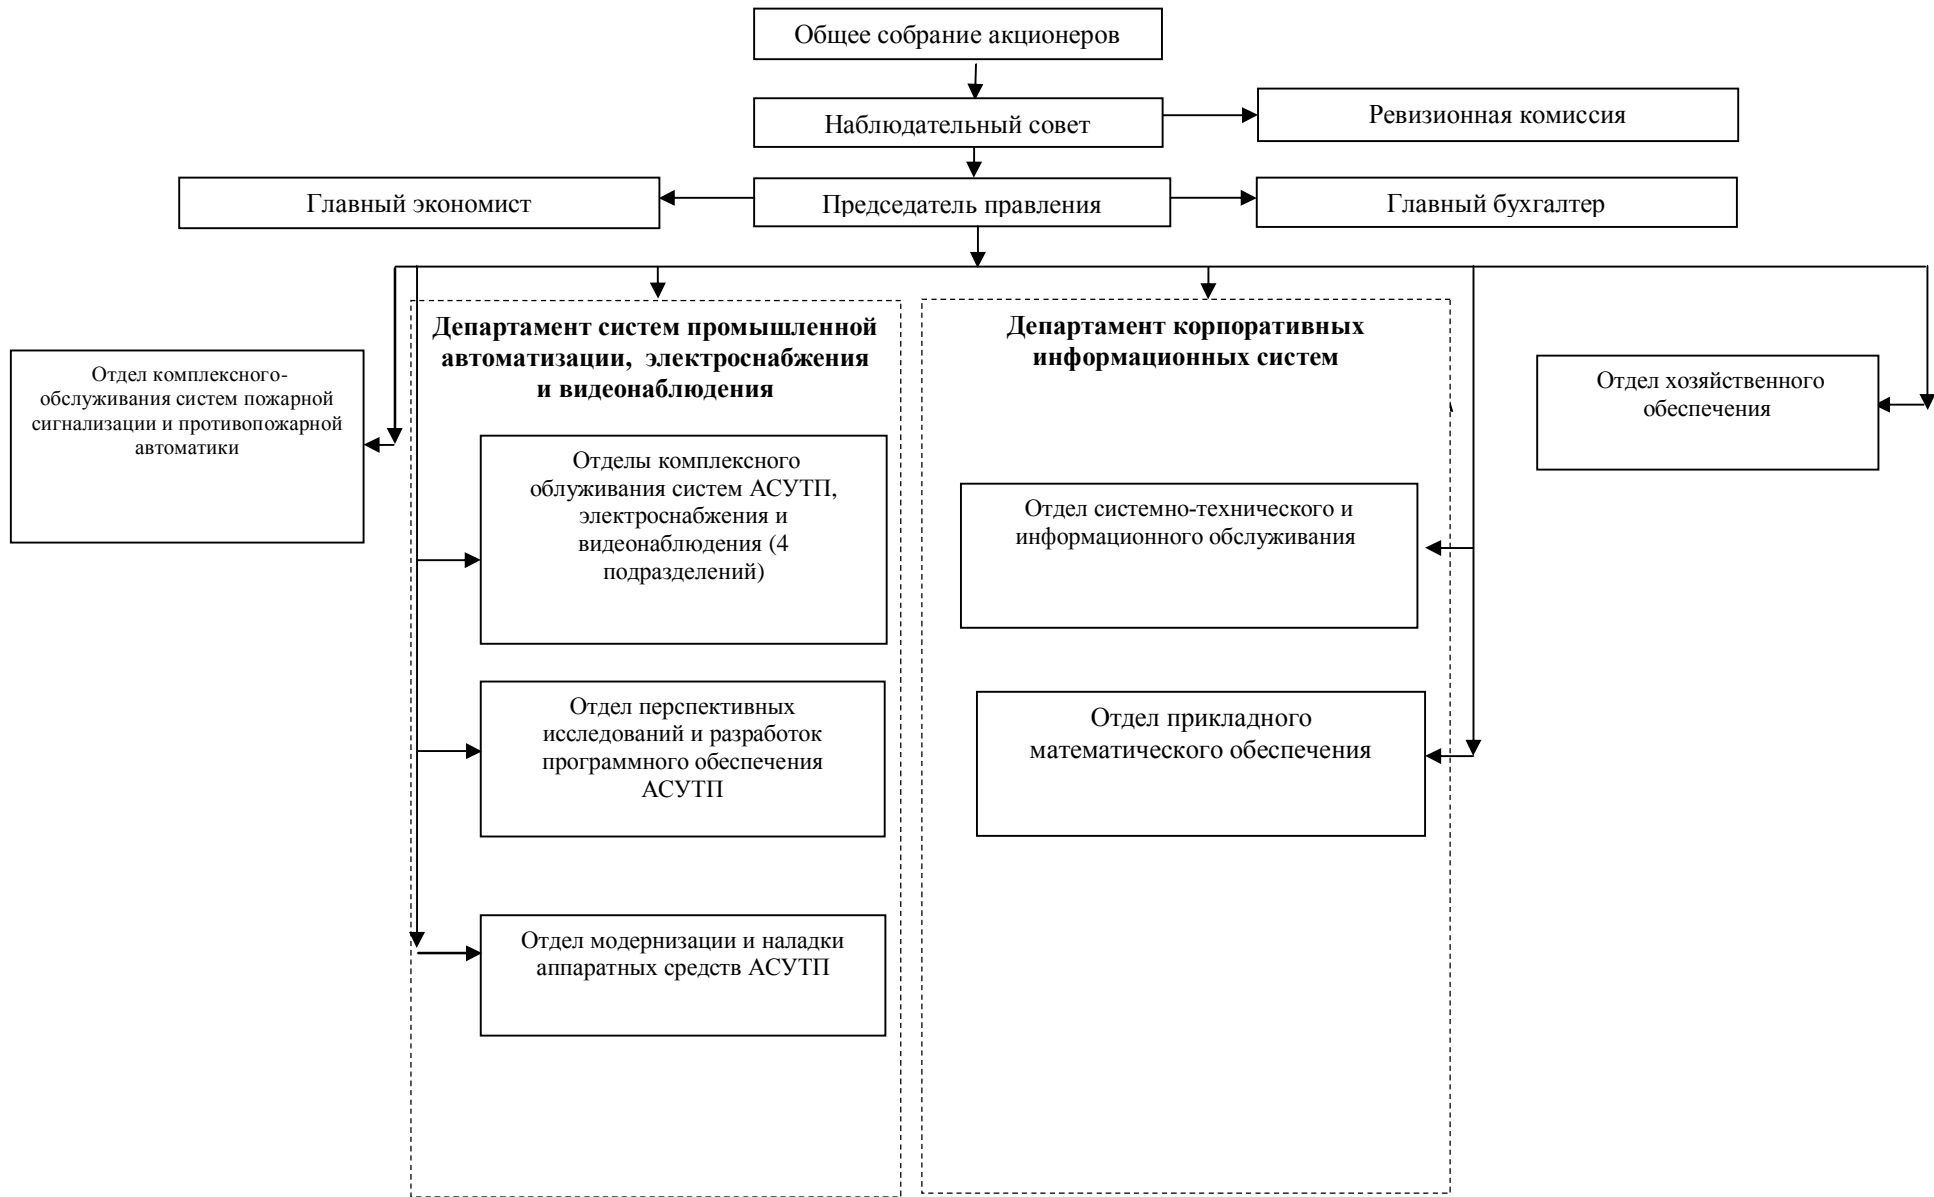 Общее собрание акционеров
Наблюдательный совет
Ревизионная комиссия
Главный экономист
Председатель правления
Главный бухгалтер
Отдел комплексного-
обслуживания систем пожарной
сигнализации и противопожарной
автоматики
Департамент систем промышленной
автоматизации, электроснабжения
и видеонаблюдения
Отделы комплексного
облуживания систем АСУТП,
электроснабжения и
видеонаблюдения (4
подразделений)
Отдел перспективных
исследований и разработок
программного обеспечения
АСУТП
Отдел модернизации и наладки
аппаратных средств АСУТП
Департамент корпоративных
информационных систем
Отдел системно-технического и
информационного обслуживания
Отдел прикладного
математического обеспечения
Отдел хозяйственного
обеспечения